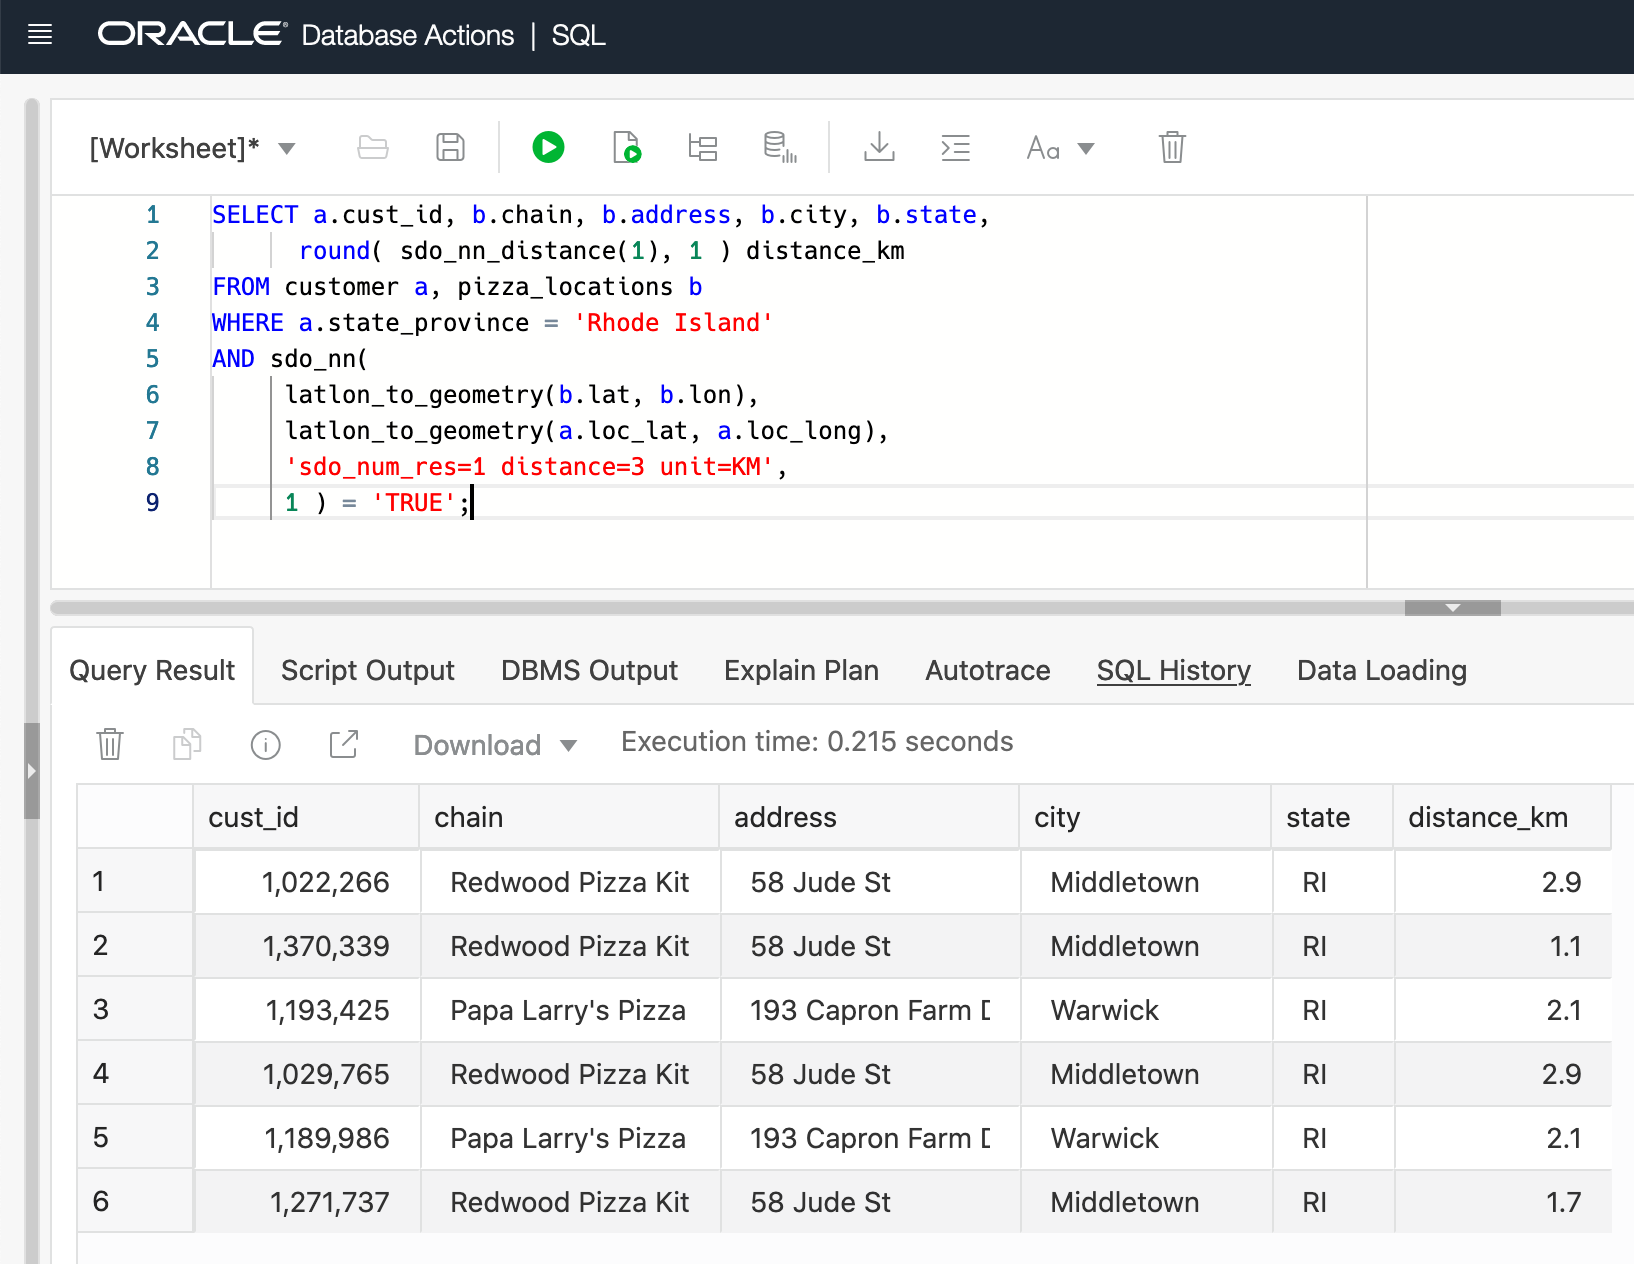 ORACLE® Database Actions | SQL
[Worksheet]*
Aa
1 SELECT a.cust_id, b.chain, b.address, b.city, b.state,
2 round( sdo_nn_distance(1), 1 ) distance_km
3 FROM customer a, pizza_locations b
4 WHERE a.state_province = 'Rhode Island'
5 AND sdo_nn(
6 latlon_to_geometry(b.lat, b.lon),
7 latlon_to_geometry(a.loc_lat, a.loc_long),
8 'sdo_num_res=1 distance=3 unit=KM',
9 1 ) = 'TRUE';
Query Result Script Output DBMS Output Explain Plan Autotrace SQL History Data Loading
Download Execution time: 0.215 seconds
cust_id chain address city state distance_km
1 1,022,266 Redwood Pizza Kit 58 Jude St Middletown RI 2.9
2 1,370,339 Redwood Pizza Kit 58 Jude St Middletown RI 1.1
3 1,193,425 Papa Larry's Pizza 193 Capron Farm D Warwick RI 2.1
4 1,029,765 Redwood Pizza Kit 58 Jude St Middletown RI 2.9
5 1,189,986 Papa Larry's Pizza 193 Capron Farm D Warwick RI 2.1
6 1,271,737 Redwood Pizza Kit 58 Jude St Middletown RI 1.7